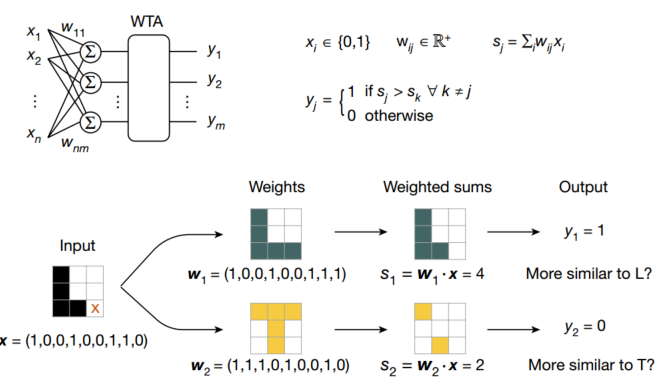 WTA
x₁ w₁₁ Σ y₁
x₂ Σ y₂
⋮ ⋮ ⋮
xₙ wₙₘ Σ yₘ
xᵢ ∈ {0,1} wᵢⱼ ∈ ℝ⁺ sⱼ = Σᵢwᵢⱼxᵢ
yⱼ = {1 if sⱼ > sₖ ∀ k ≠ j
0 otherwise
Weights Weighted sums Output
Input
X
x = (1,0,0,1,0,0,1,1,0)
w₁ = (1,0,0,1,0,0,1,1,1) s₁ = w₁·x = 4
y₁ = 1
More similar to L?
w₂ = (1,1,1,0,1,0,0,1,0) s₂ = w₂·x = 2
y₂ = 0
More similar to T?